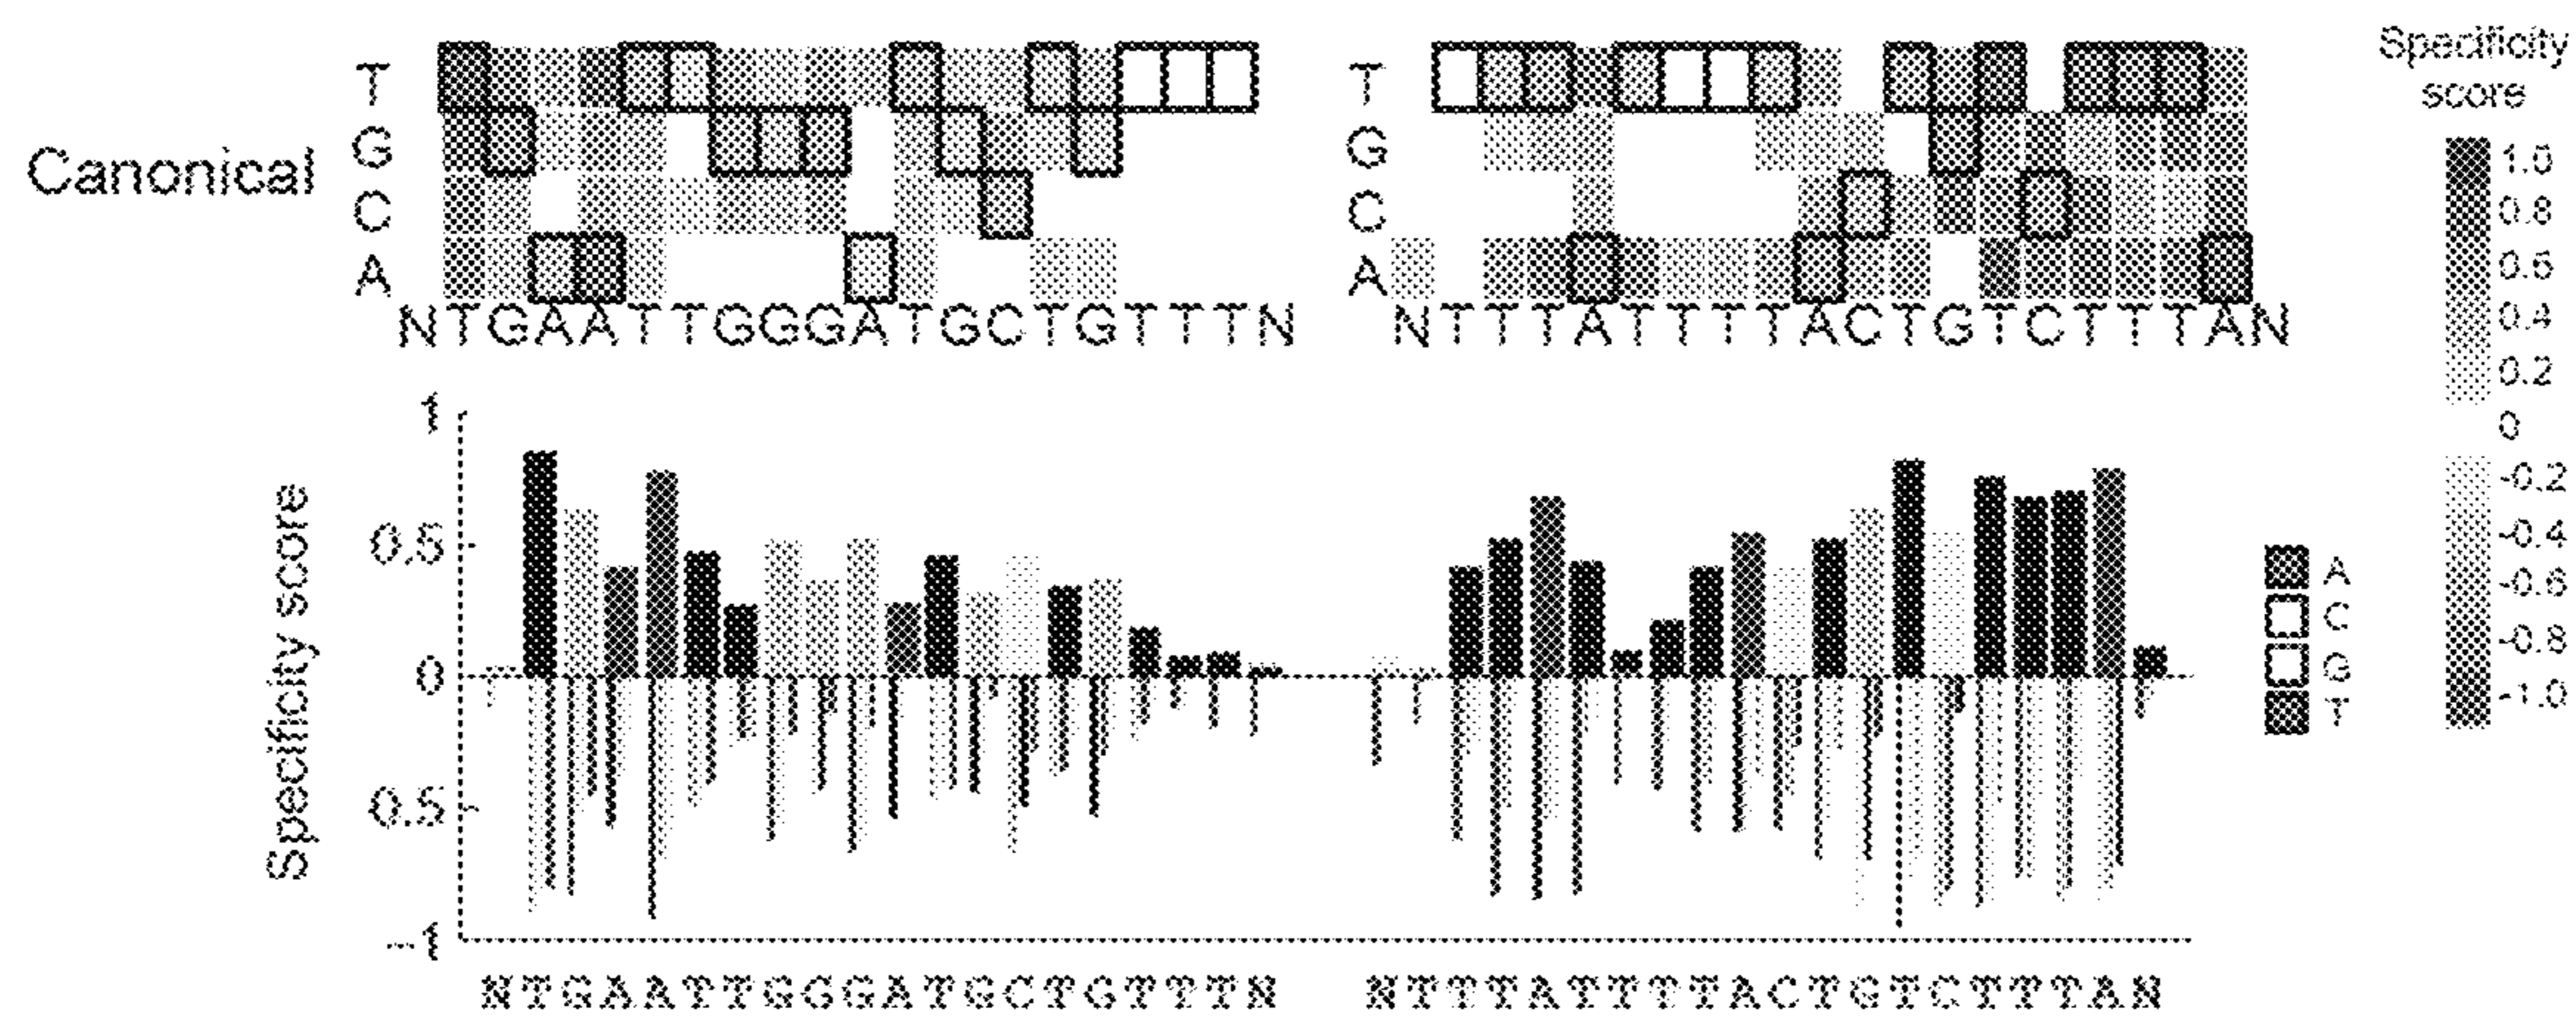 Specificity
score
Canonical
T
G
C
A
NTGAATTGGGATGCTGTTTN
T
G
C
A
NTTTATTTTACTGTCTTTAN
1.0
0.8
0.6
0.4
0.2
0
-0.2
-0.4
-0.6
-0.8
-1.0
Specificity score
1
0.5
0
0.5
-1
A
C
G
T
NTGAATTGGGATGCTGTTTN
NTTTATTTTACTGTCTTTAN